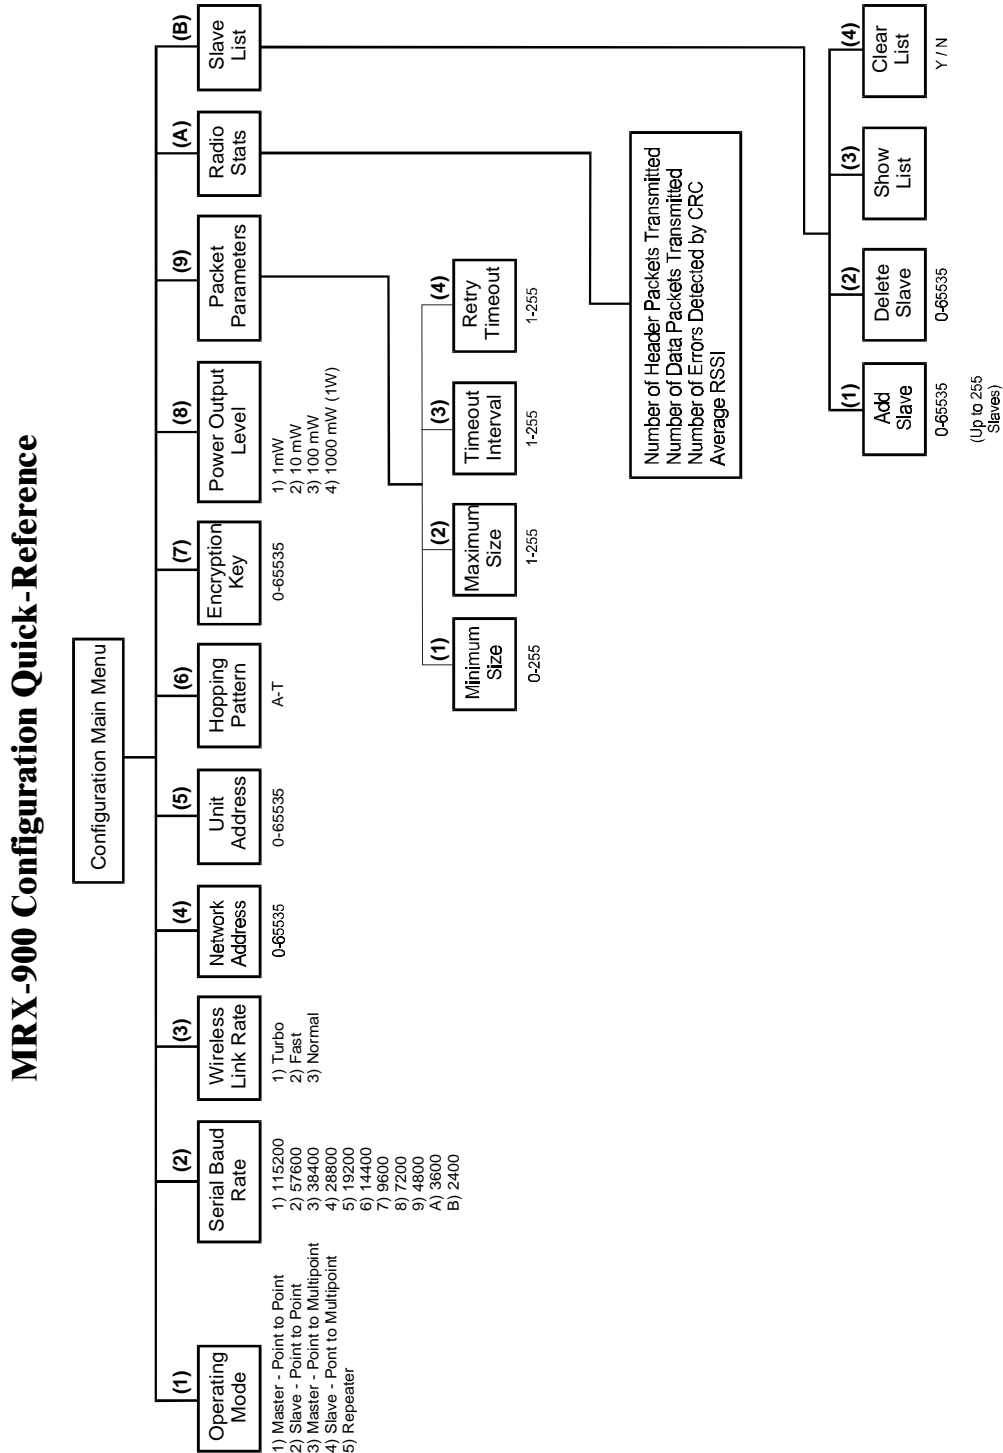 MRX-900 Configuration Quick-Reference
Configuration Main Menu
(1)
Operating
Mode
1) Master - Point to Point
2) Slave - Point to Point
3) Master - Point to Multipoint
4) Slave - Pont to Multipoint
5) Repeater
(2)
Serial Baud
Rate
1) 115200
2) 57600
3) 38400
4) 28800
5) 19200
6) 14400
7) 9600
8) 7200
9) 4800
A) 3600
B) 2400
(3)
Wireless
Link Rate
1) Turbo
2) Fast
3) Normal
(4)
Network
Address
0-65535
(5)
Unit
Address
0-65535
(6)
Hopping
Pattern
A-T
(7)
Encryption
Key
0-65535
(8)
Power Output
Level
1) 1mW
2) 10 mW
3) 100 mW
4) 1000 mW (1W)
(9)
Packet
Parameters
(A)
Radio
Stats
(B)
Slave
List
(1)
Minimum
Size
0-255
(2)
Maximum
Size
1-255
(3)
Timeout
Interval
1-255
(4)
Retry
Timeout
1-255
Number of Header Packets Transmitted
Number of Data Packets Transmitted
Number of Errors Detected by CRC
Average RSSI
(1)
Add
Slave
0-65535
(Up to 255
Slaves)
(2)
Delete
Slave
0-65535
(3)
Show
List
(4)
Clear
List
Y / N